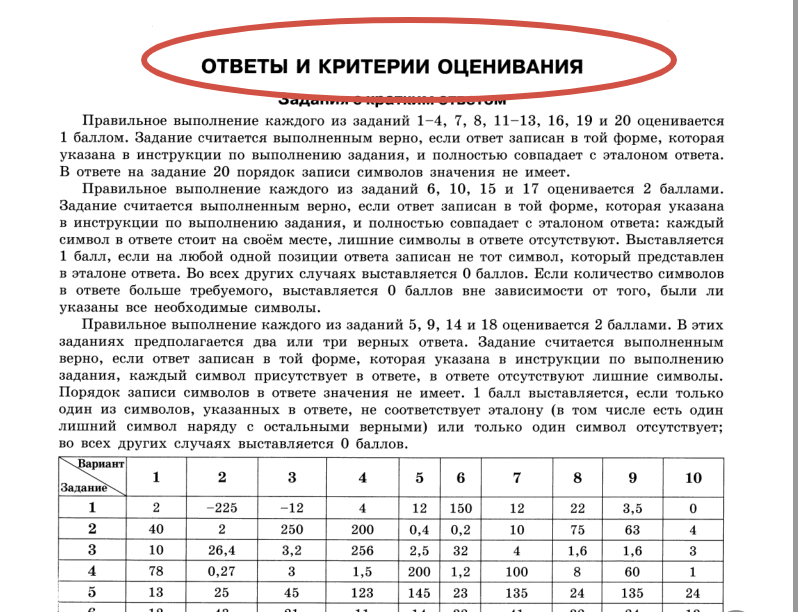 ОТВЕТЫ И КРИТЕРИИ ОЦЕНИВАНИЯ
Задания с кратким ответом
Правильное выполнение каждого из заданий 1–4, 7, 8, 11–13, 16, 19 и 20 оценивается
1 баллом. Задание считается выполненным верно, если ответ записан в той форме, которая
указана в инструкции по выполнению задания, и полностью совпадает с эталоном ответа.
В ответе на задание 20 порядок записи символов значения не имеет.
Правильное выполнение каждого из заданий 6, 10, 15 и 17 оценивается 2 баллами.
Задание считается выполненным верно, если ответ записан в той форме, которая указана
в инструкции по выполнению задания, и полностью совпадает с эталоном ответа: каждый
символ в ответе стоит на своём месте, лишние символы в ответе отсутствуют. Выставляется
1 балл, если на любой одной позиции ответа записан не тот символ, который представлен
в эталоне ответа. Во всех других случаях выставляется 0 баллов. Если количество символов
в ответе больше требуемого, выставляется 0 баллов вне зависимости от того, были ли
указаны все необходимые символы.
Правильное выполнение каждого из заданий 5, 9, 14 и 18 оценивается 2 баллами. В этих
заданиях предполагается два или три верных ответа. Задание считается выполненным
верно, если ответ записан в той форме, которая указана в инструкции по выполнению
задания, каждый символ присутствует в ответе, в ответе отсутствуют лишние символы.
Порядок записи символов в ответе значения не имеет. 1 балл выставляется, если только
один из символов, указанных в ответе, не соответствует эталону (в том числе есть один
лишний символ наряду с остальными верными) или только один символ отсутствует;
во всех других случаях выставляется 0 баллов.
Вариант
Задание 1 2 3 4 5 6 7 8 9 10
1 2 –225 –12 4 12 150 12 22 3,5 0
2 40 2 250 200 0,4 0,2 10 75 63 4
3 10 26,4 3,2 256 2,5 32 4 1,6 1,6 3
4 78 0,27 3 1,5 200 1,2 100 8 60 1
5 13 25 45 123 145 23 135 24 135 24